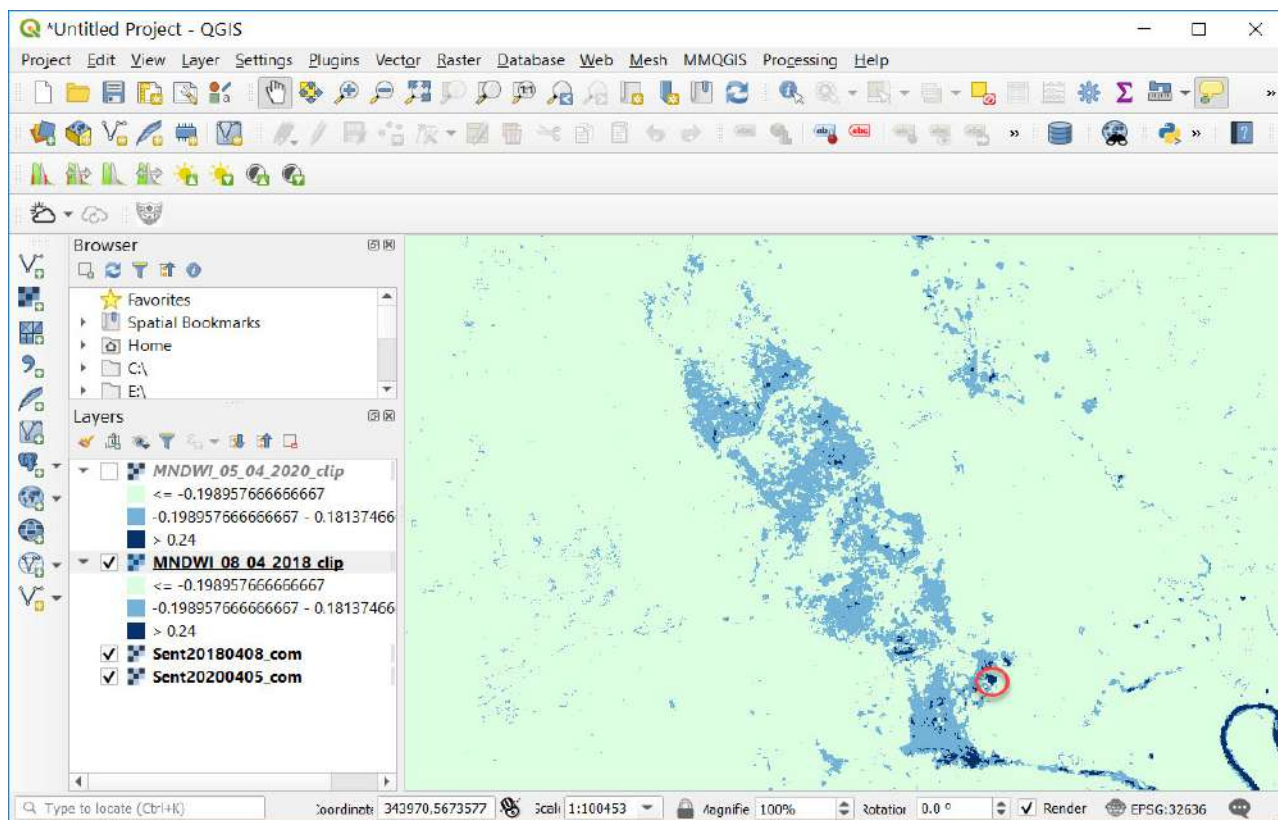 *Untitled Project - QGIS
Project Edit View Layer Settings Plugins Vector Raster Database Web Mesh MMQGIS Processing Help
Browser
Favorites
Spatial Bookmarks
Home
C:\
E:\
Layers
MNDWI_05_04_2020_clip
<= -0.198957666666667
-0.198957666666667 - 0.18137466
> 0.24
MNDWI_08_04_2018_clip
<= -0.198957666666667
-0.198957666666667 - 0.18137466
> 0.24
Sent20180408_com
Sent20200405_com
Type to locate (Ctrl+K) 343970,5673577 1:100453 100% 0.0 ° Render EPSG:32636